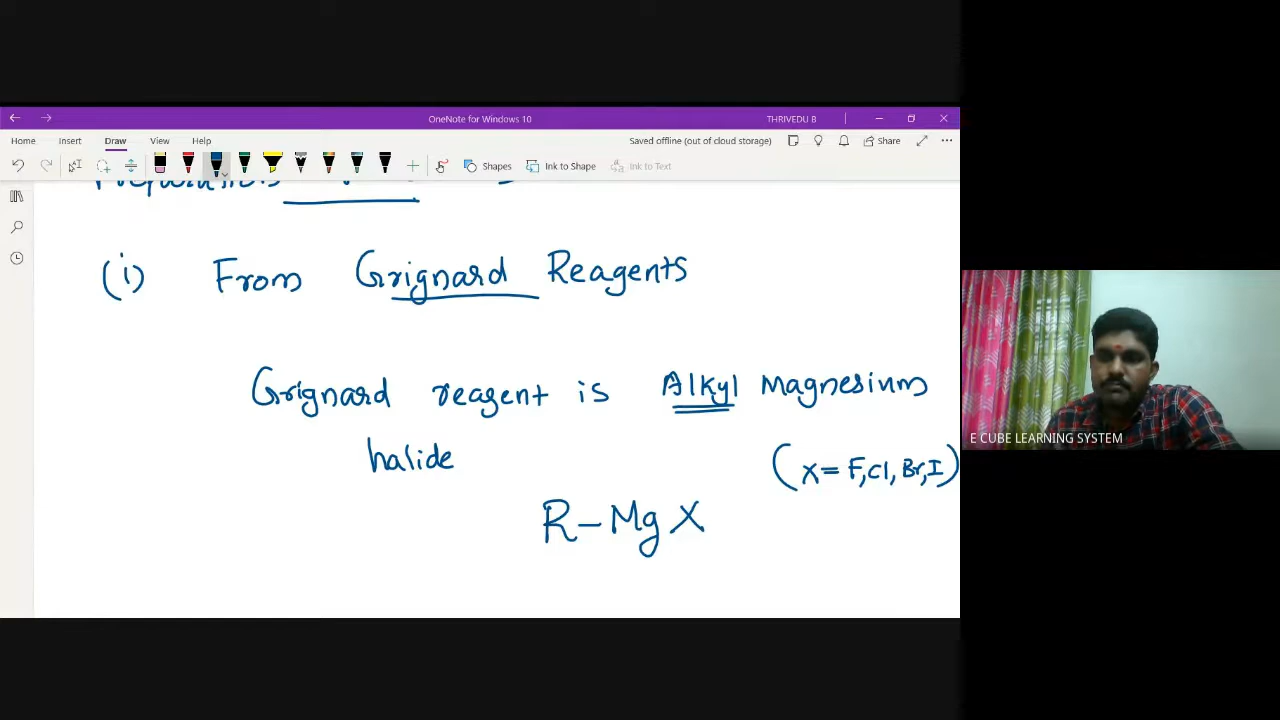 OneNote for Windows 10
THRIVEDU B
Home Insert Draw View Help
Saved offline (out of cloud storage)
Share
Shapes
Ink to Shape
Ink to Text
Preparation
(i) From Grignard Reagents
Grignard reagent is Alkyl Magnesium
halide
(X= F,Cl, Br,I)
R-Mg X
E CUBE LEARNING SYSTEM